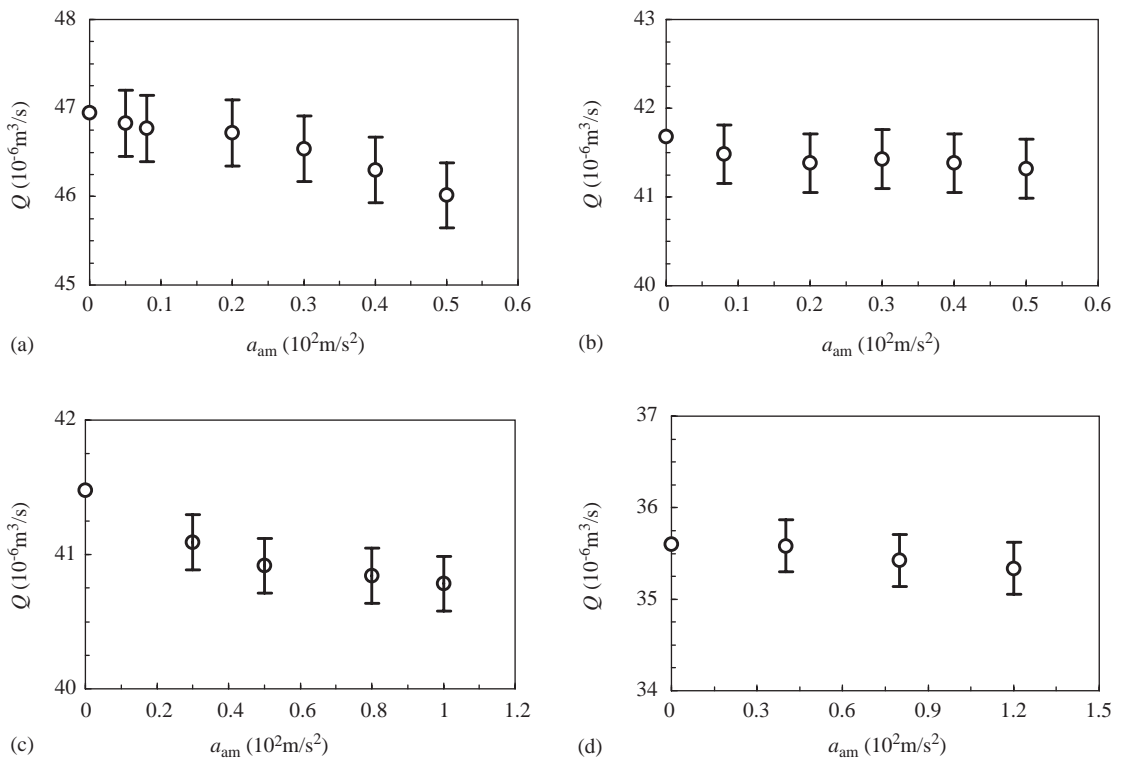 48
47
46
45
Q (10⁻⁶m³/s)
0 0.1 0.2 0.3 0.4 0.5 0.6
(a) a_am (10²m/s²)
43
42
41
40
Q (10⁻⁶m³/s)
0 0.1 0.2 0.3 0.4 0.5 0.6
(b) a_am (10²m/s²)
42
41
40
Q (10⁻⁶m³/s)
0 0.2 0.4 0.6 0.8 1 1.2
(c) a_am (10²m/s²)
37
36
35
34
Q (10⁻⁶m³/s)
0 0.3 0.6 0.9 1.2 1.5
(d) a_am (10²m/s²)